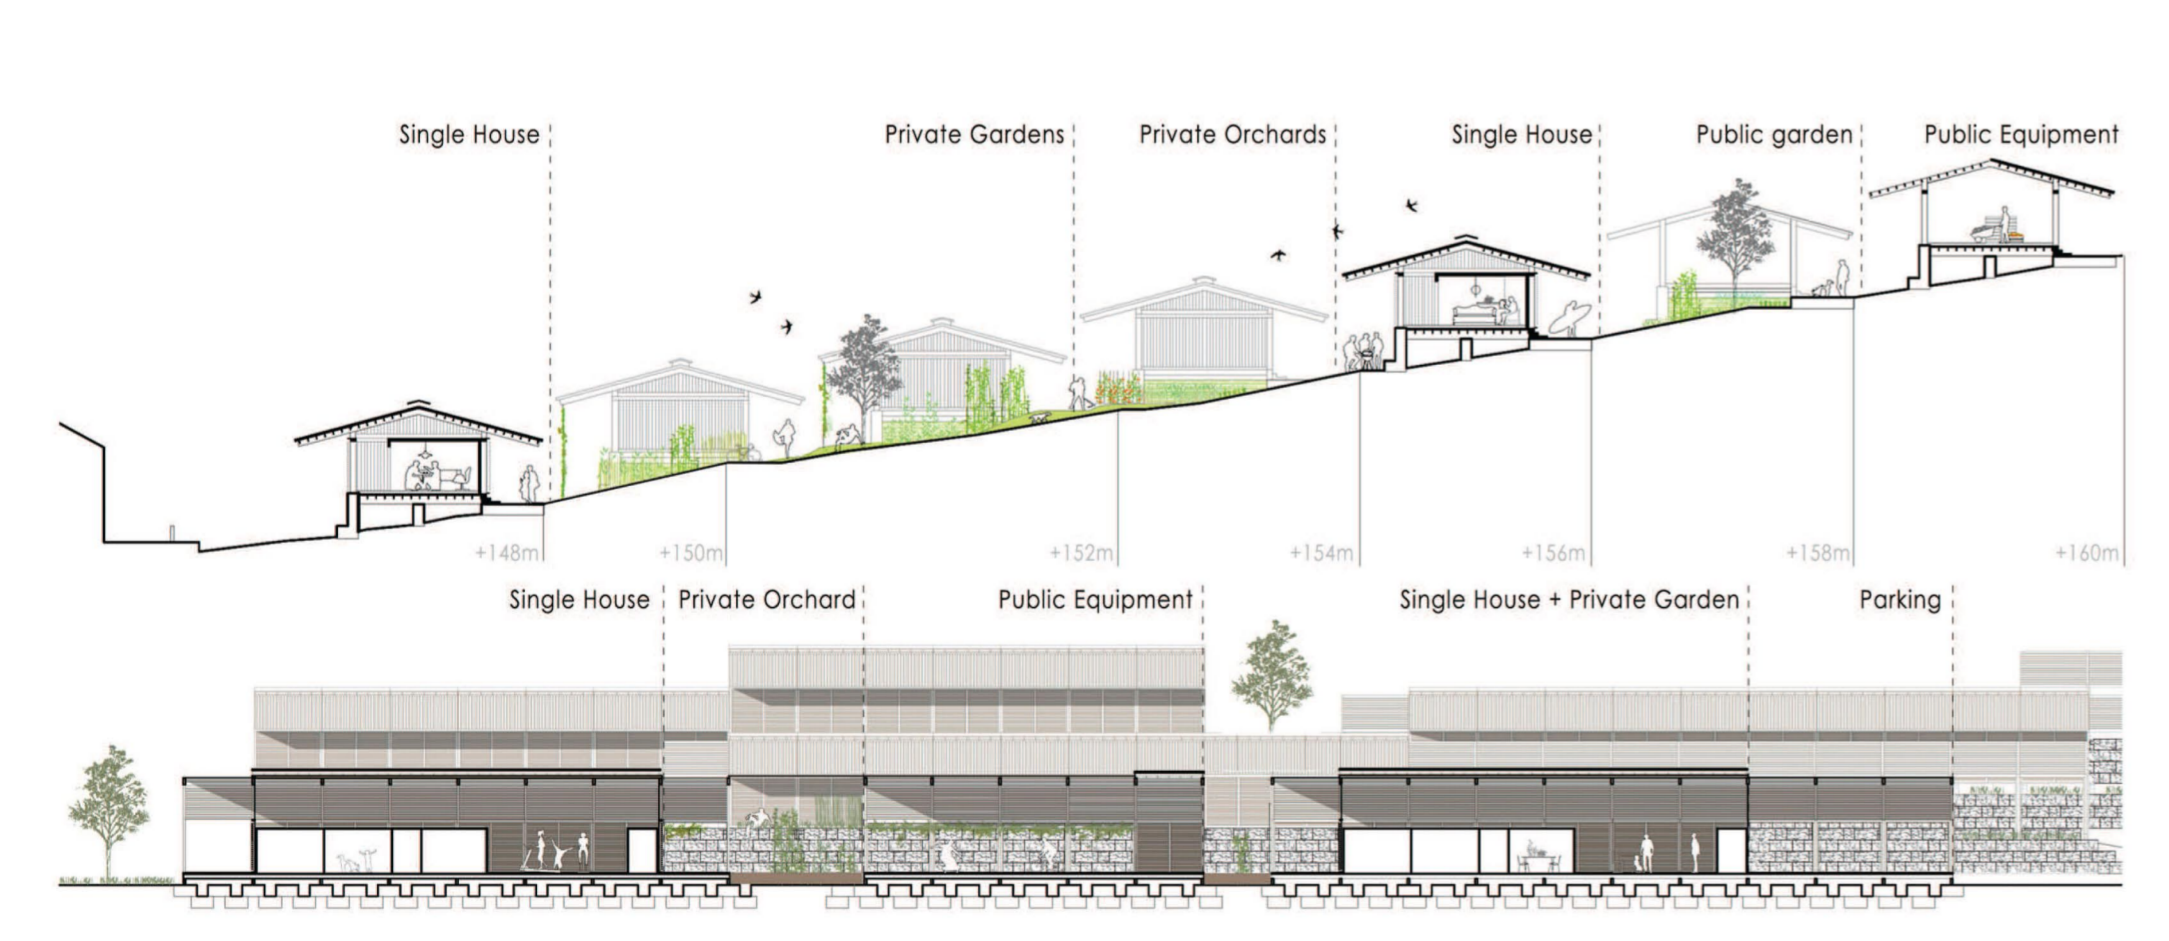 Single House
Private Gardens
Private Orchards
Single House
Public garden
Public Equipment
+148m
+150m
+152m
+154m
+156m
+158m
+160m
Single House
Private Orchard
Public Equipment
Single House + Private Garden
Parking